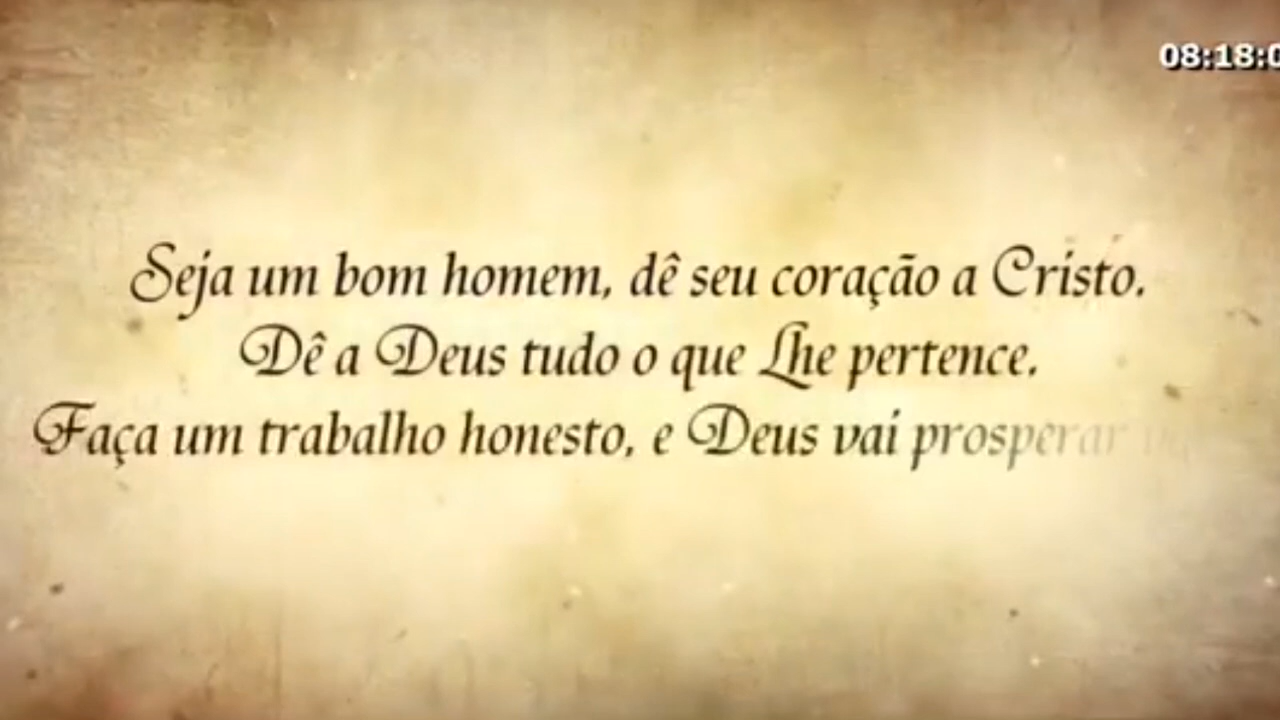 08:18:0
Seja um bom homem, dê seu coração a Cristo.
Dê a Deus tudo o que Lhe pertence.
Faça um trabalho honesto, e Deus vai prosperar